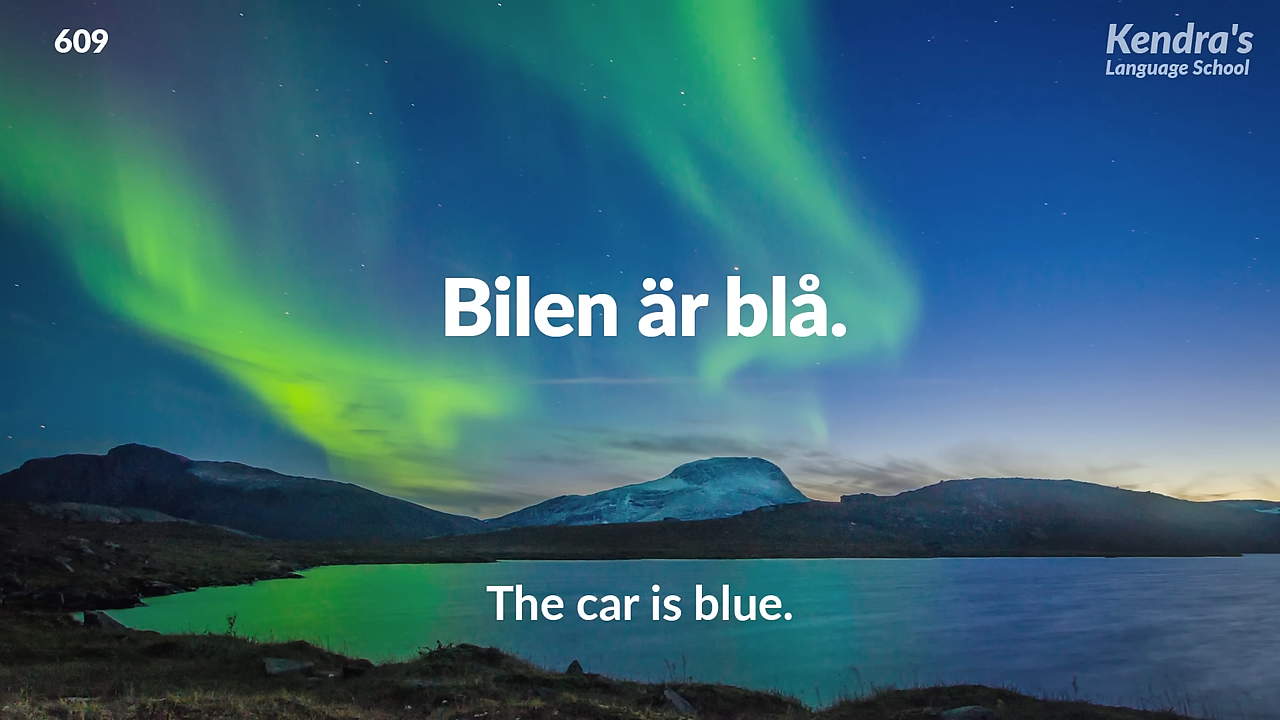 609
Kendra's
Language School
Bilen är blå.
The car is blue.